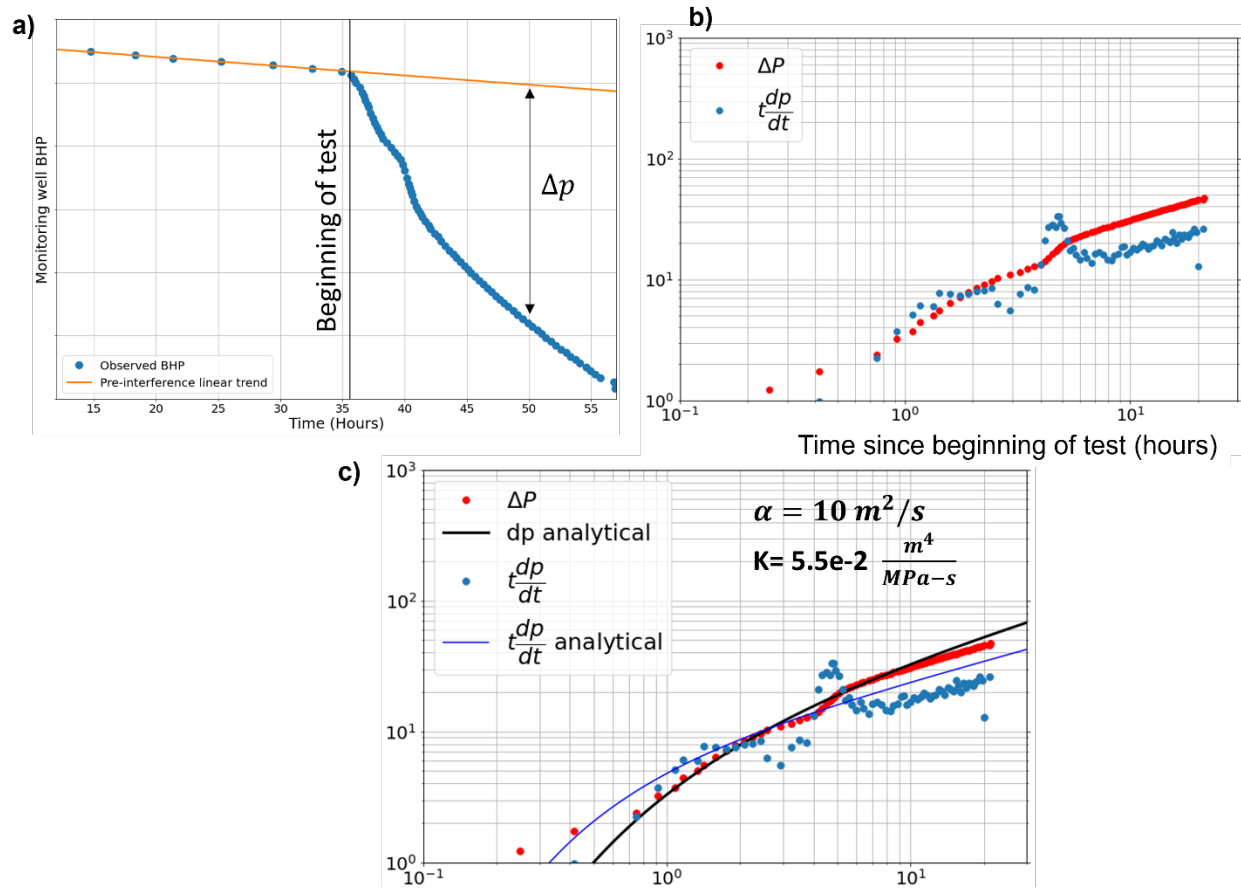 a)
Monitoring well BHP
Beginning of test
Δp
Observed BHP
Pre-interference linear trend
15 20 25 30 35 40 45 50 55
Time (Hours)
b)
10³
10²
10¹
10⁰
ΔP
t dp/dt
10⁻¹ 10⁰ 10¹
Time since beginning of test (hours)
c)
10³
10²
10¹
10⁰
ΔP
dp analytical
t dp/dt
t dp/dt analytical
α = 10 m²/s
K= 5.5e-2 m⁴/MPa−s
10⁻¹ 10⁰ 10¹